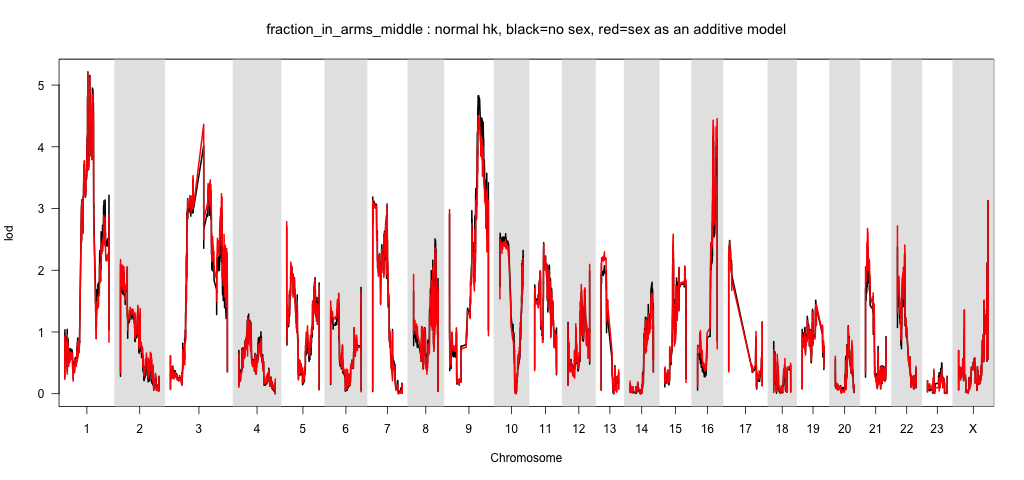 fraction_in_arms_middle : normal hk, black=no sex, red=sex as an additive model
5
4
3
2
1
0
lod
1 2 3 4 5 6 7 8 9 10 11 12 13 14 15 16 17 18 19 20 21 22 23 X
Chromosome